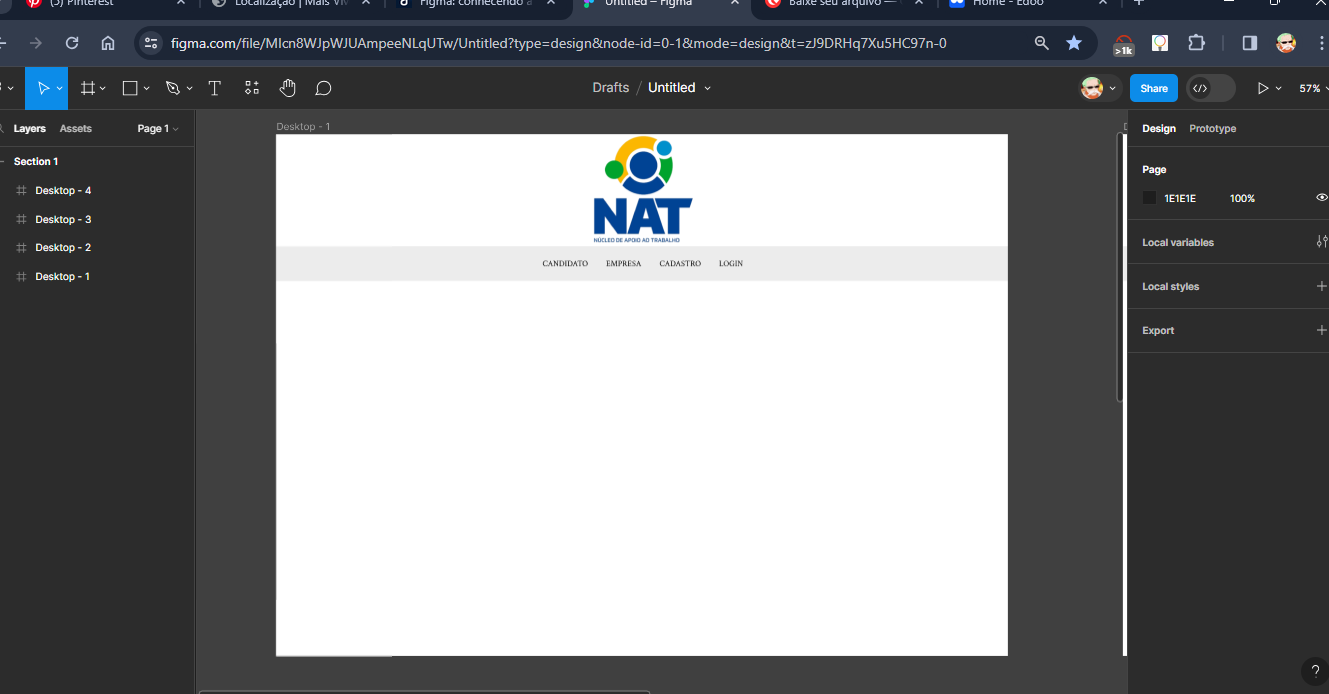 Pinterest
Localização | Mais Viv
Figma: conhecendo a
Untitled – Figma
Baixe seu arquivo —
Home - Edoo
figma.com/file/MIcn8WJpWJUAmpeeNLqUTw/Untitled?type=design&node-id=0-1&mode=design&t=zJ9DRHq7Xu5HC97n-0
>1k
Drafts / Untitled
Share
57%
Layers Assets Page 1
Section 1
Desktop - 4
Desktop - 3
Desktop - 2
Desktop - 1
Desktop - 1
NAT
NÚCLEO DE APOIO AO TRABALHO
CANDIDATO EMPRESA CADASTRO LOGIN
Design Prototype
Page
1E1E1E 100%
Local variables
Local styles
Export
?